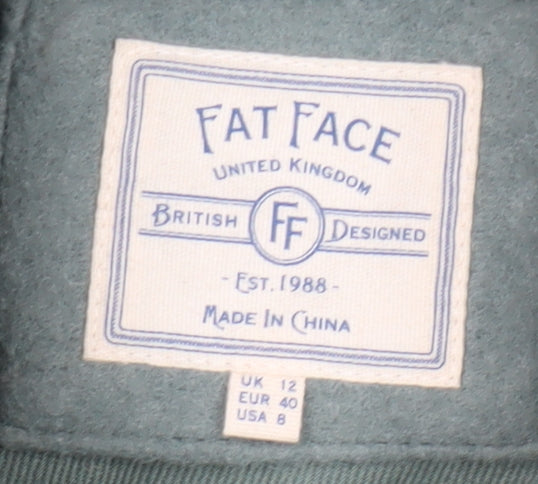 FAT FACE
UNITED KINGDOM
BRITISH FF DESIGNED
- EST. 1988 -
MADE IN CHINA
UK 12
EUR 40
USA 8